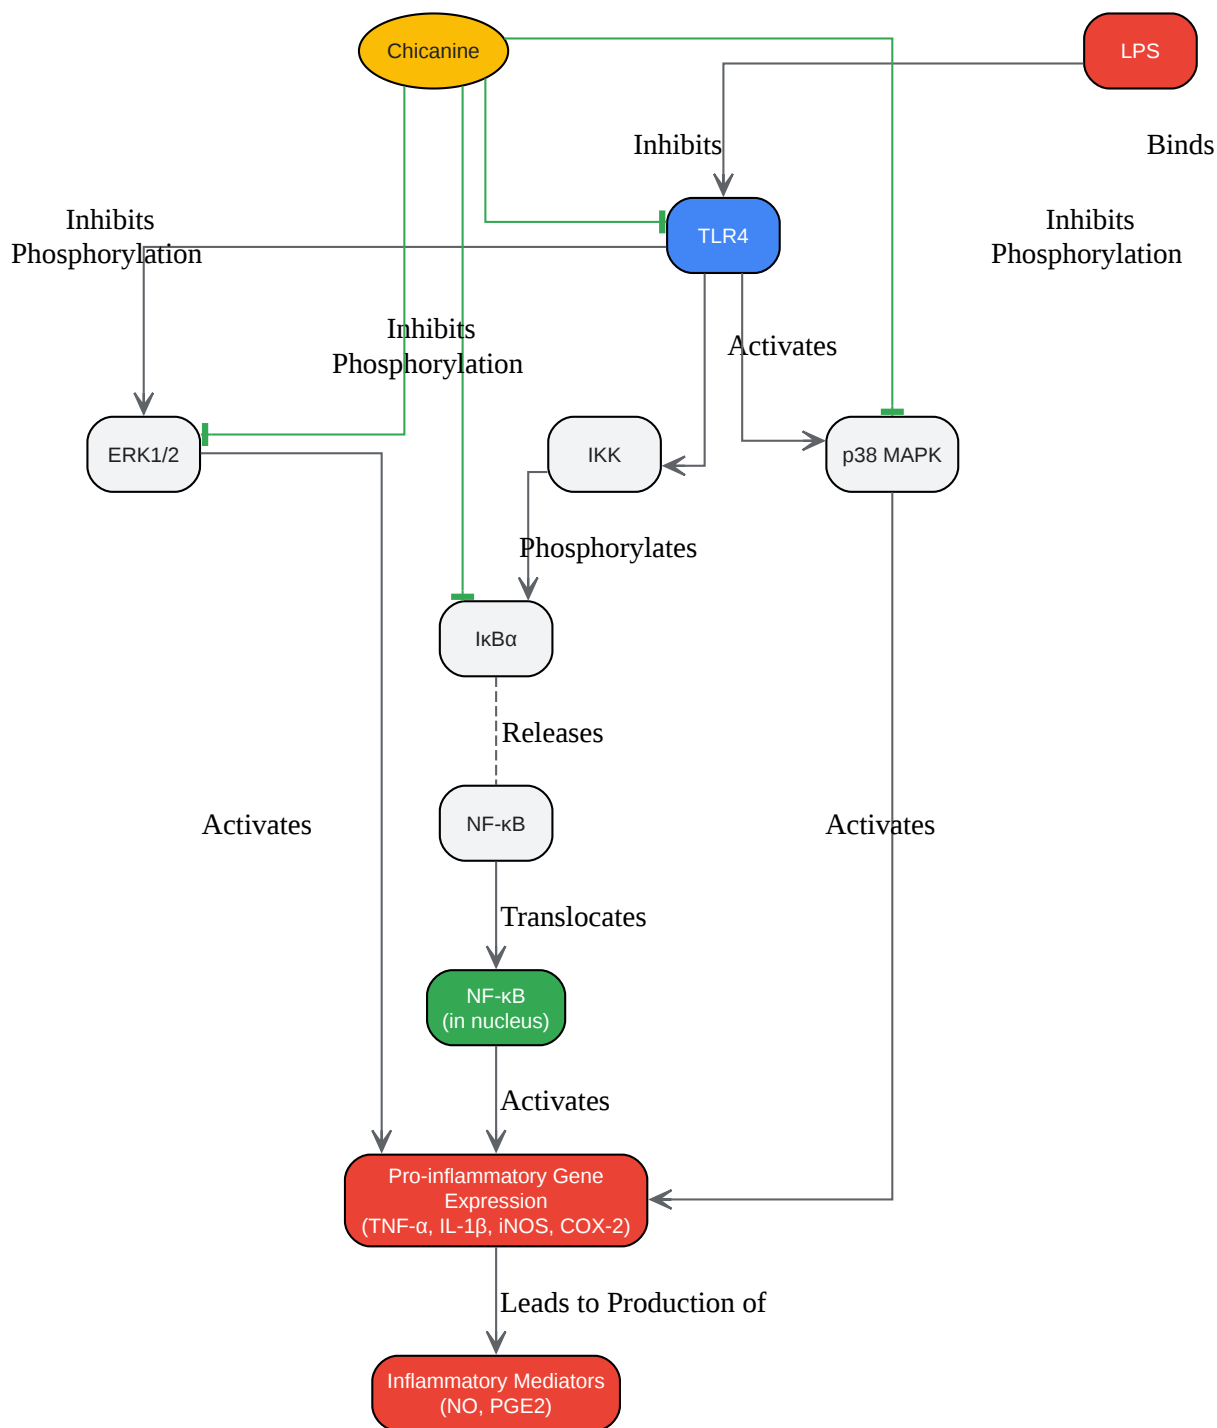 Chicanine
LPS
Inhibits
Binds
Inhibits
Phosphorylation
TLR4
Inhibits
Phosphorylation
Inhibits
Phosphorylation
Activates
ERK1/2
IKK
p38 MAPK
Phosphorylates
IκBα
Releases
NF-κB
Activates
Activates
Translocates
NF-κB
(in nucleus)
Activates
Pro-inflammatory Gene
Expression
(TNF-α, IL-1β, iNOS, COX-2)
Leads to Production of
Inflammatory Mediators
(NO, PGE2)